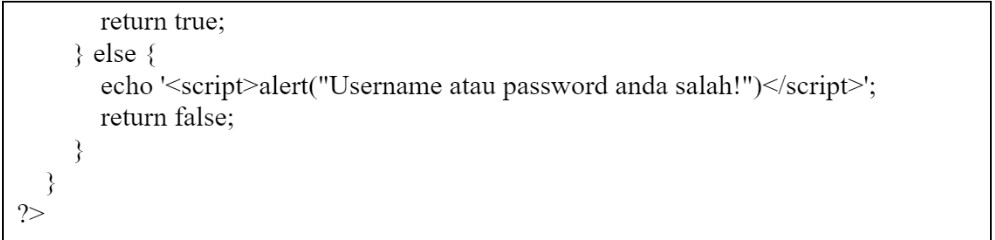 return true;
} else {
echo '<script>alert("Username atau password anda salah!")</script>';
return false;
}
}
?>